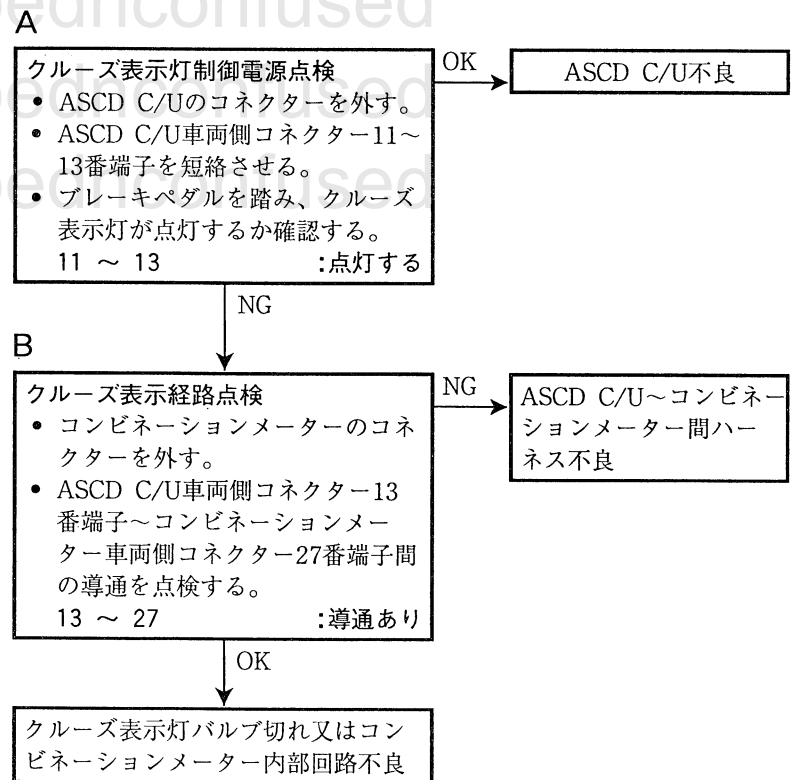 A
クルーズ表示灯制御電源点検
• ASCD C/Uのコネクターを外す。
• ASCD C/U車両側コネクター11～
13番端子を短絡させる。
• ブレーキペダルを踏み、クルーズ
表示灯が点灯するか確認する。
11 ～ 13 :点灯する
OK
ASCD C/U不良
NG
B
クルーズ表示経路点検
• コンビネーションメーターのコネ
クターを外す。
• ASCD C/U車両側コネクター13
番端子～コンビネーションメー
ター車両側コネクター27番端子間
の導通を点検する。
13 ～ 27 :導通あり
NG
ASCD C/U～コンビネー
ションメーター間ハー
ネス不良
OK
クルーズ表示灯バルブ切れ又はコン
ビネーションメーター内部回路不良